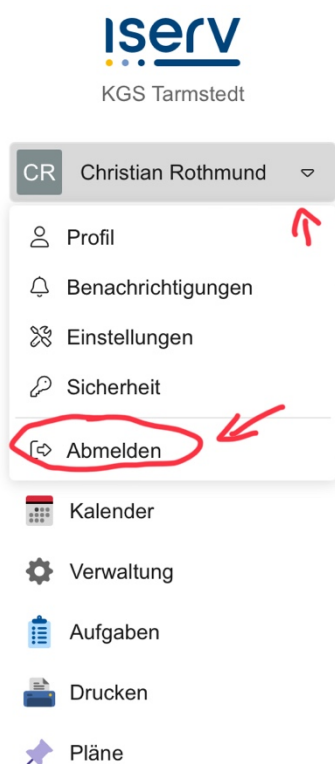 ISerV
KGS Tarmstedt
CR Christian Rothmund
Profil
Benachrichtigungen
Einstellungen
Sicherheit
Abmelden
Kalender
Verwaltung
Aufgaben
Drucken
Pläne